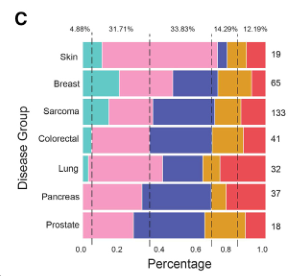 C
4.88% 31.71% 33.83% 14.29% 12.19%
Disease Group
Skin 19
Breast 65
Sarcoma 133
Colorectal 41
Lung 32
Pancreas 37
Prostate 18
0.0 0.2 0.4 0.6 0.8 1.0
Percentage